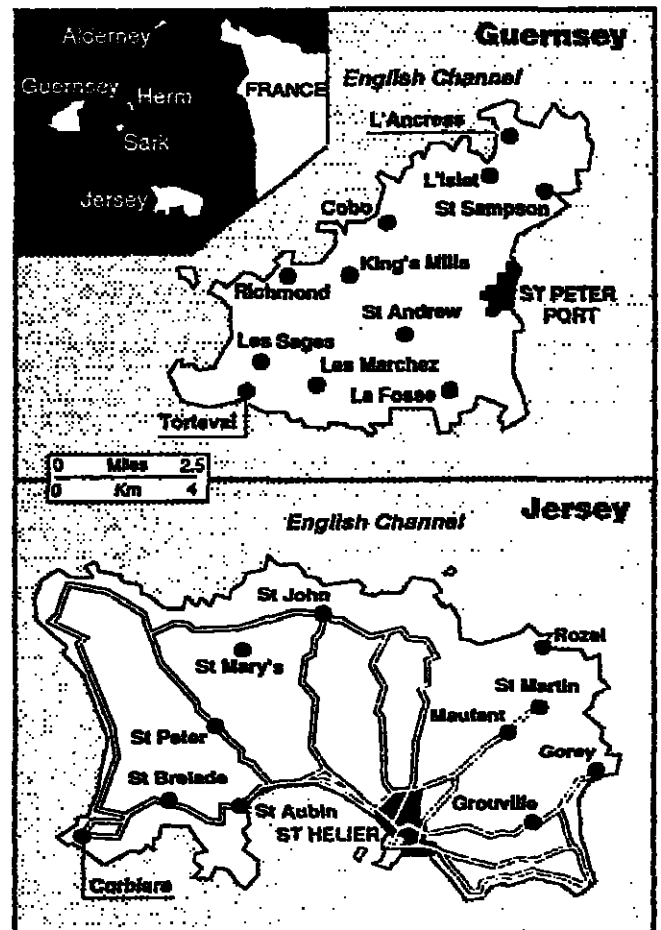 Alderney
Guernsey
Herm
Sark
Jersey
FRANCE
Guernsey
English Channel
L'Ancress
L'Islet
St Sampson
Cobo
King's Mills
Richmond
ST PETER
PORT
St Andrew
Les Sages
Les Marchez
La Fosse
Torteval
0 Miles 2.5
0 Km 4
Jersey
English Channel
St John
Rozel
St Mary's
St Martin
Mautant
St Peter
Gorey
St Brelade
St Aubin
Grouville
ST HELIER
Corbiere